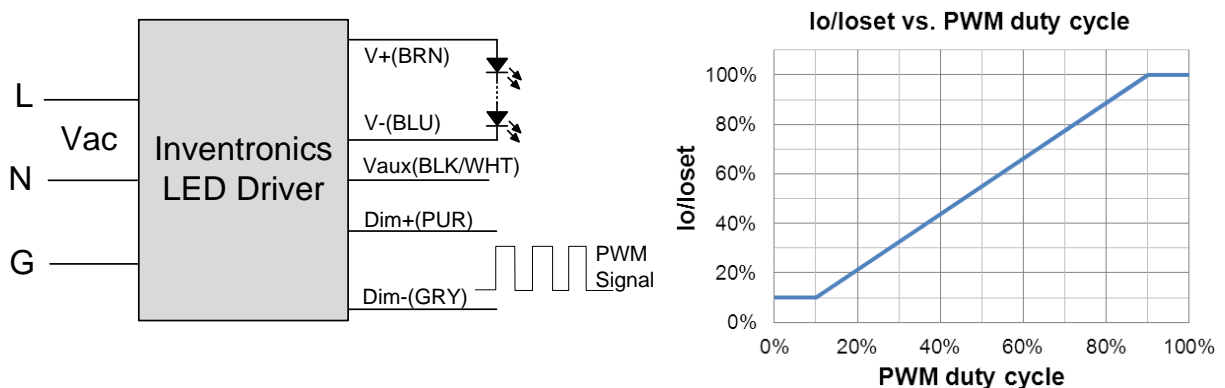 L
Vac
N
G
Inventronics
LED Driver
V+(BRN)
V-(BLU)
Vaux(BLK/WHT)
Dim+(PUR)
Dim-(GRY)
PWM
Signal
Io/Ioset vs. PWM duty cycle
Io/Ioset
100%
80%
60%
40%
20%
0%
0%
20%
40%
60%
80%
100%
PWM duty cycle